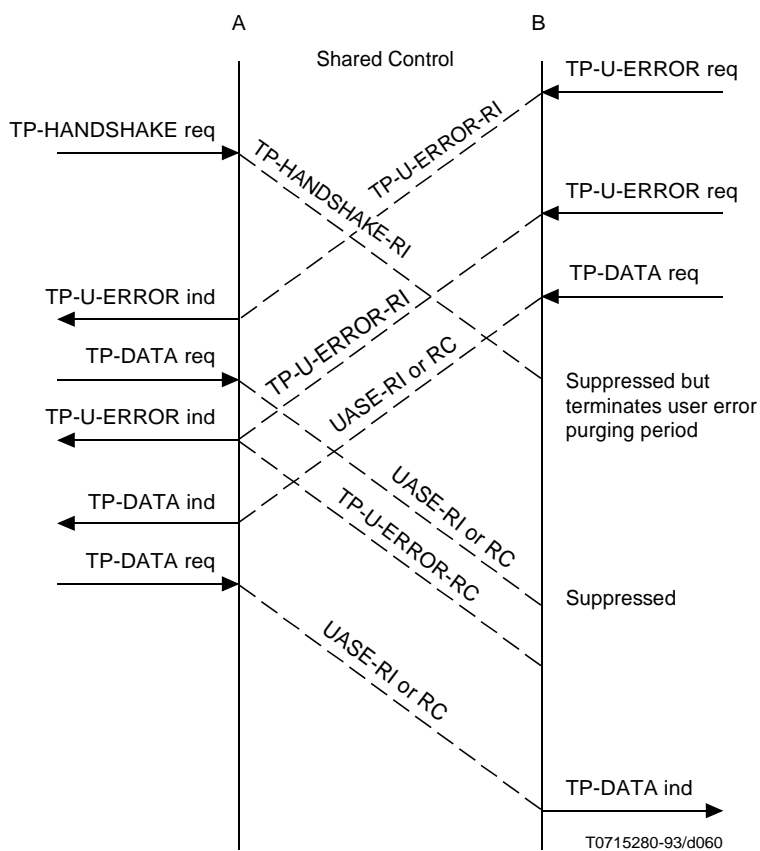 A
B
Shared Control
TP-U-ERROR req
TP-HANDSHAKE req
TP-HANDSHAKE-RI
TP-U-ERROR-RI
TP-U-ERROR req
TP-DATA req
TP-U-ERROR ind
TP-U-ERROR-RI
TP-DATA req
UASE-RI or RC
Suppressed but
terminates user error
purging period
TP-U-ERROR ind
TP-DATA ind
UASE-RI or RC
TP-U-ERROR-RC
TP-DATA req
Suppressed
UASE-RI or RC
TP-DATA ind
T0715280-93/d060